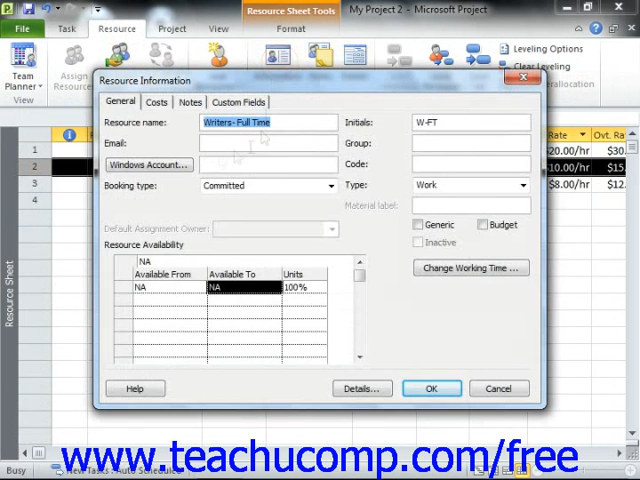 Resource Sheet Tools My Project 2 - Microsoft Project
File Task Resource Project View Format
Team Planner View Assign Resources Leveling Options
Clear Leveling
Resource Information
General Costs Notes Custom Fields
Resource name: Writers- Full Time Initials: W-FT
Email: Group:
Windows Account... Code:
Booking type: Committed Type: Work
Material label:
Default Assignment Owner: Generic Budget
Inactive
Resource Availability
NA
Available From Available To Units Change Working Time ...
NA NA 100%
Help Details... OK Cancel
Rate Ovt. Rate
1 $20.00/hr $30.
2 $10.00/hr $15.
3 $8.00/hr $12.
4
Resource Sheet
www.teachucomp.com/free
Busy New Tasks : Auto Scheduled